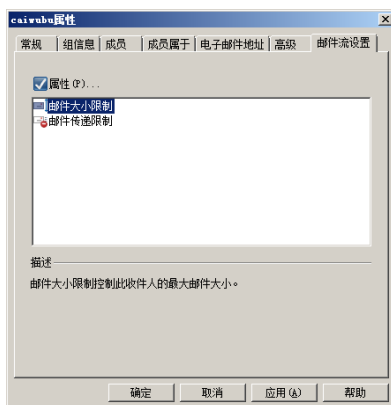 caiwubu属性
常规 组信息 成员 成员属于 电子邮件地址 高级 邮件流设置
属性(P)...
邮件大小限制
邮件传递限制
描述
邮件大小限制控制此收件人的最大邮件大小。
确定 取消 应用(A) 帮助